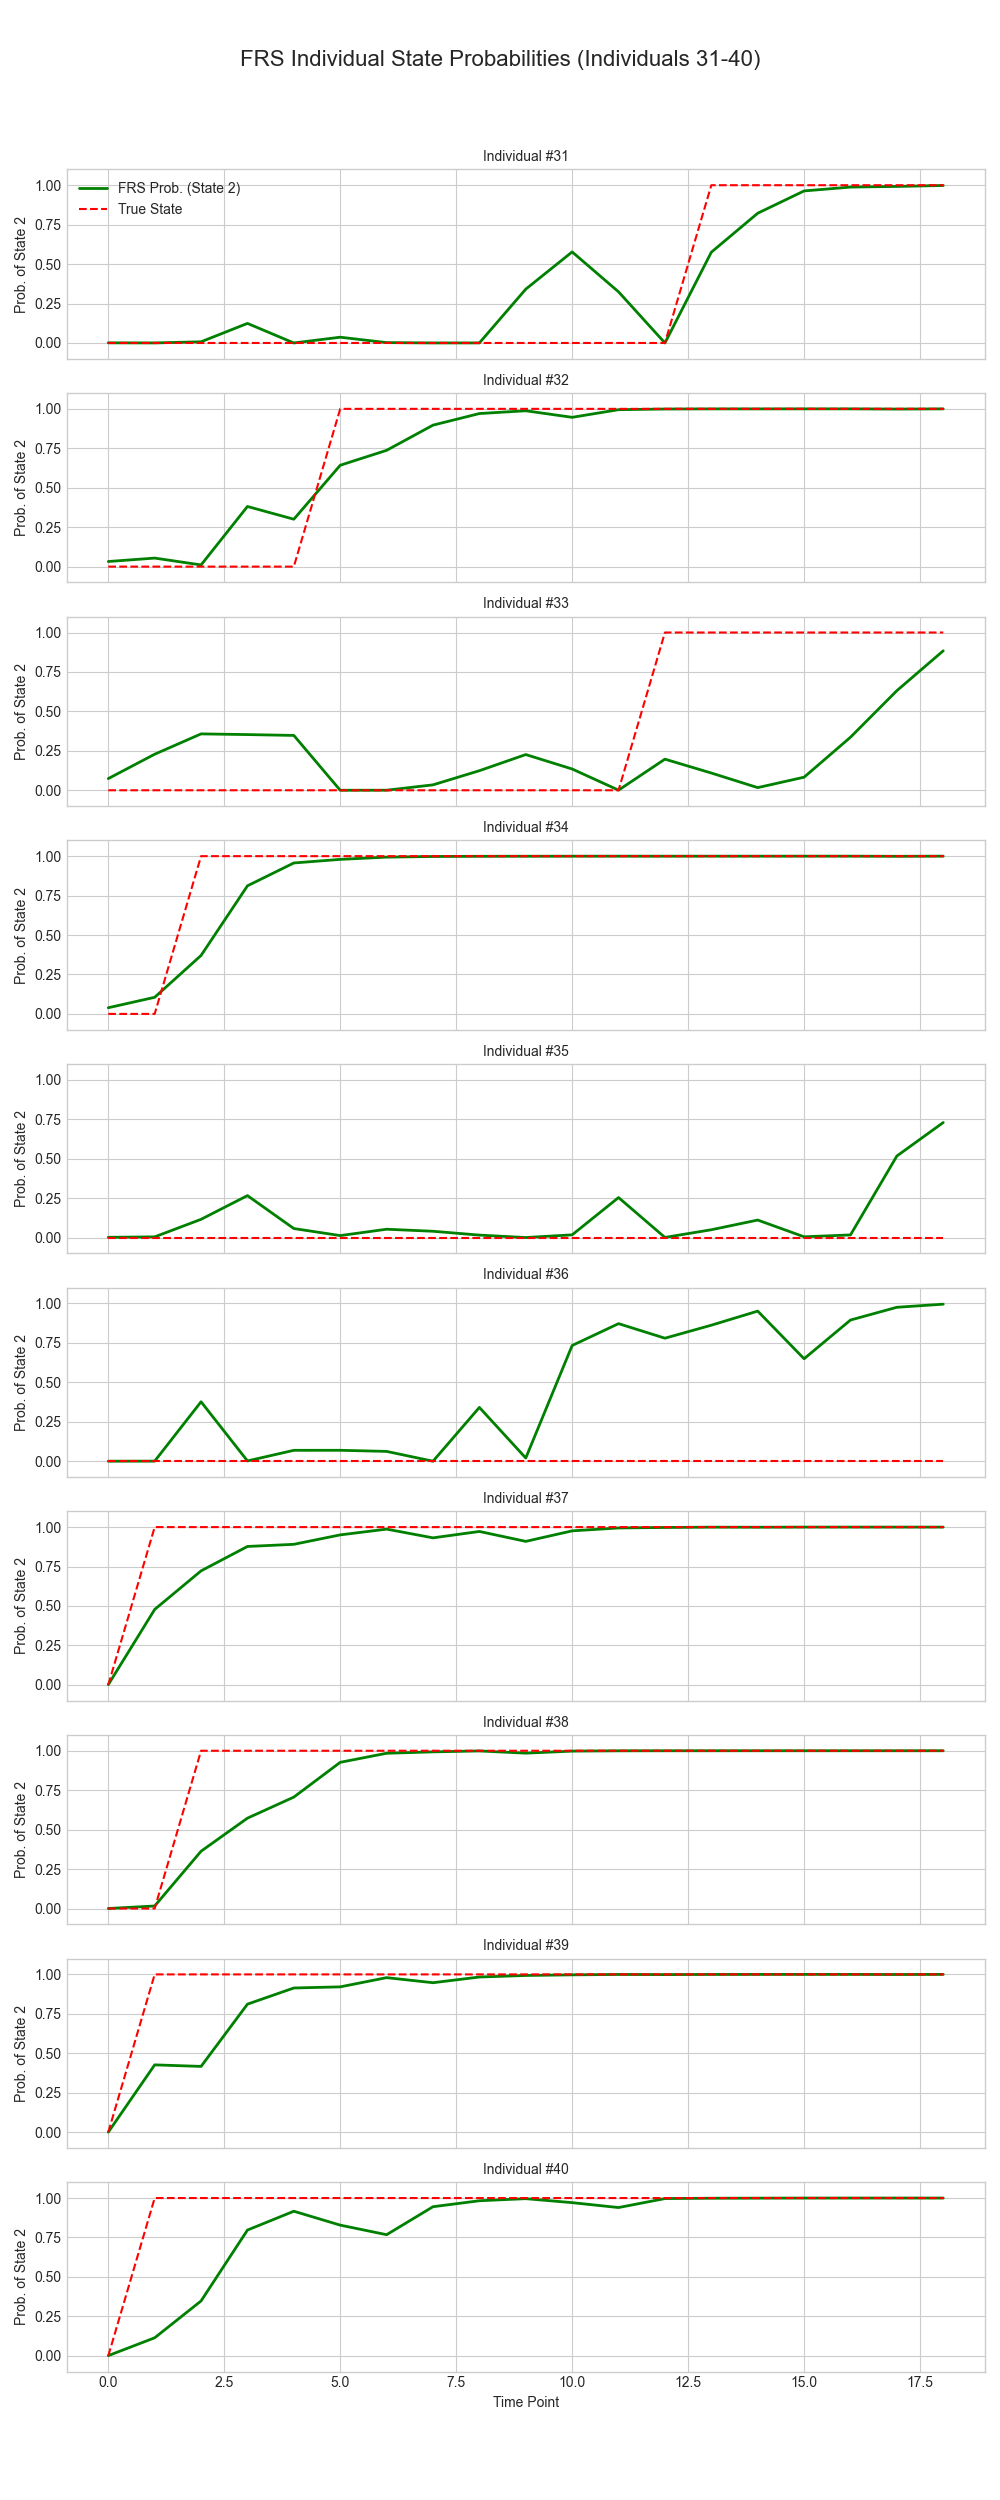 FRS Individual State Probabilities (Individuals 31-40)
Individual #31
FRS Prob. (State 2)
True State
Prob. of State 2
1.00
0.75
0.50
0.25
0.00
Individual #32
Prob. of State 2
1.00
0.75
0.50
0.25
0.00
Individual #33
Prob. of State 2
1.00
0.75
0.50
0.25
0.00
Individual #34
Prob. of State 2
1.00
0.75
0.50
0.25
0.00
Individual #35
Prob. of State 2
1.00
0.75
0.50
0.25
0.00
Individual #36
Prob. of State 2
1.00
0.75
0.50
0.25
0.00
Individual #37
Prob. of State 2
1.00
0.75
0.50
0.25
0.00
Individual #38
Prob. of State 2
1.00
0.75
0.50
0.25
0.00
Individual #39
Prob. of State 2
1.00
0.75
0.50
0.25
0.00
Individual #40
Prob. of State 2
1.00
0.75
0.50
0.25
0.00
0.0 2.5 5.0 7.5 10.0 12.5 15.0 17.5
Time Point